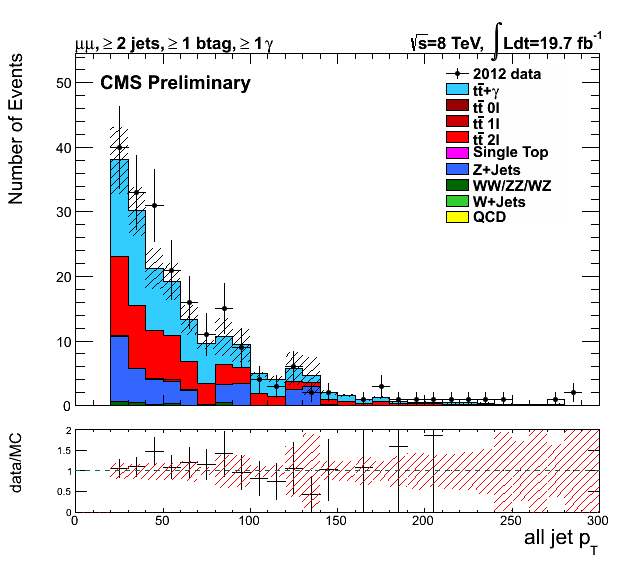 μμ, ≥ 2 jets, ≥ 1 btag, ≥ 1 γ
√s=8 TeV, ∫Ldt=19.7 fb⁻¹
CMS Preliminary
2012 data
tt̄+γ
tt̄ 0l
tt̄ 1l
tt̄ 2l
Single Top
Z+Jets
WW/ZZ/WZ
W+Jets
QCD
Number of Events
50
40
30
20
10
0
data/MC
2
1.5
1
0.5
0
0 50 100 150 200 250 300
all jet p_T